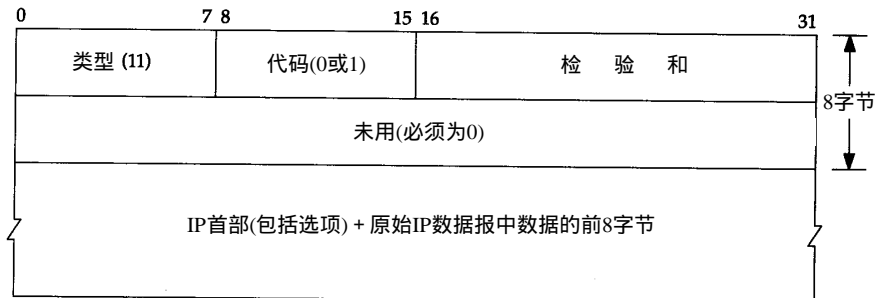 0 7 8 15 16 31
类型 (11) 代码(0或1) 检 验 和
8字节
未用(必须为0)
IP首部(包括选项) + 原始IP数据报中数据的前8字节